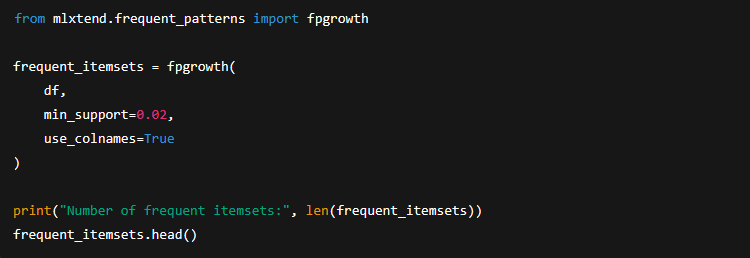 from mlxtend.frequent_patterns import fpgrowth

frequent_itemsets = fpgrowth(
    df,
    min_support=0.02,
    use_colnames=True
)

print("Number of frequent itemsets:", len(frequent_itemsets))
frequent_itemsets.head()